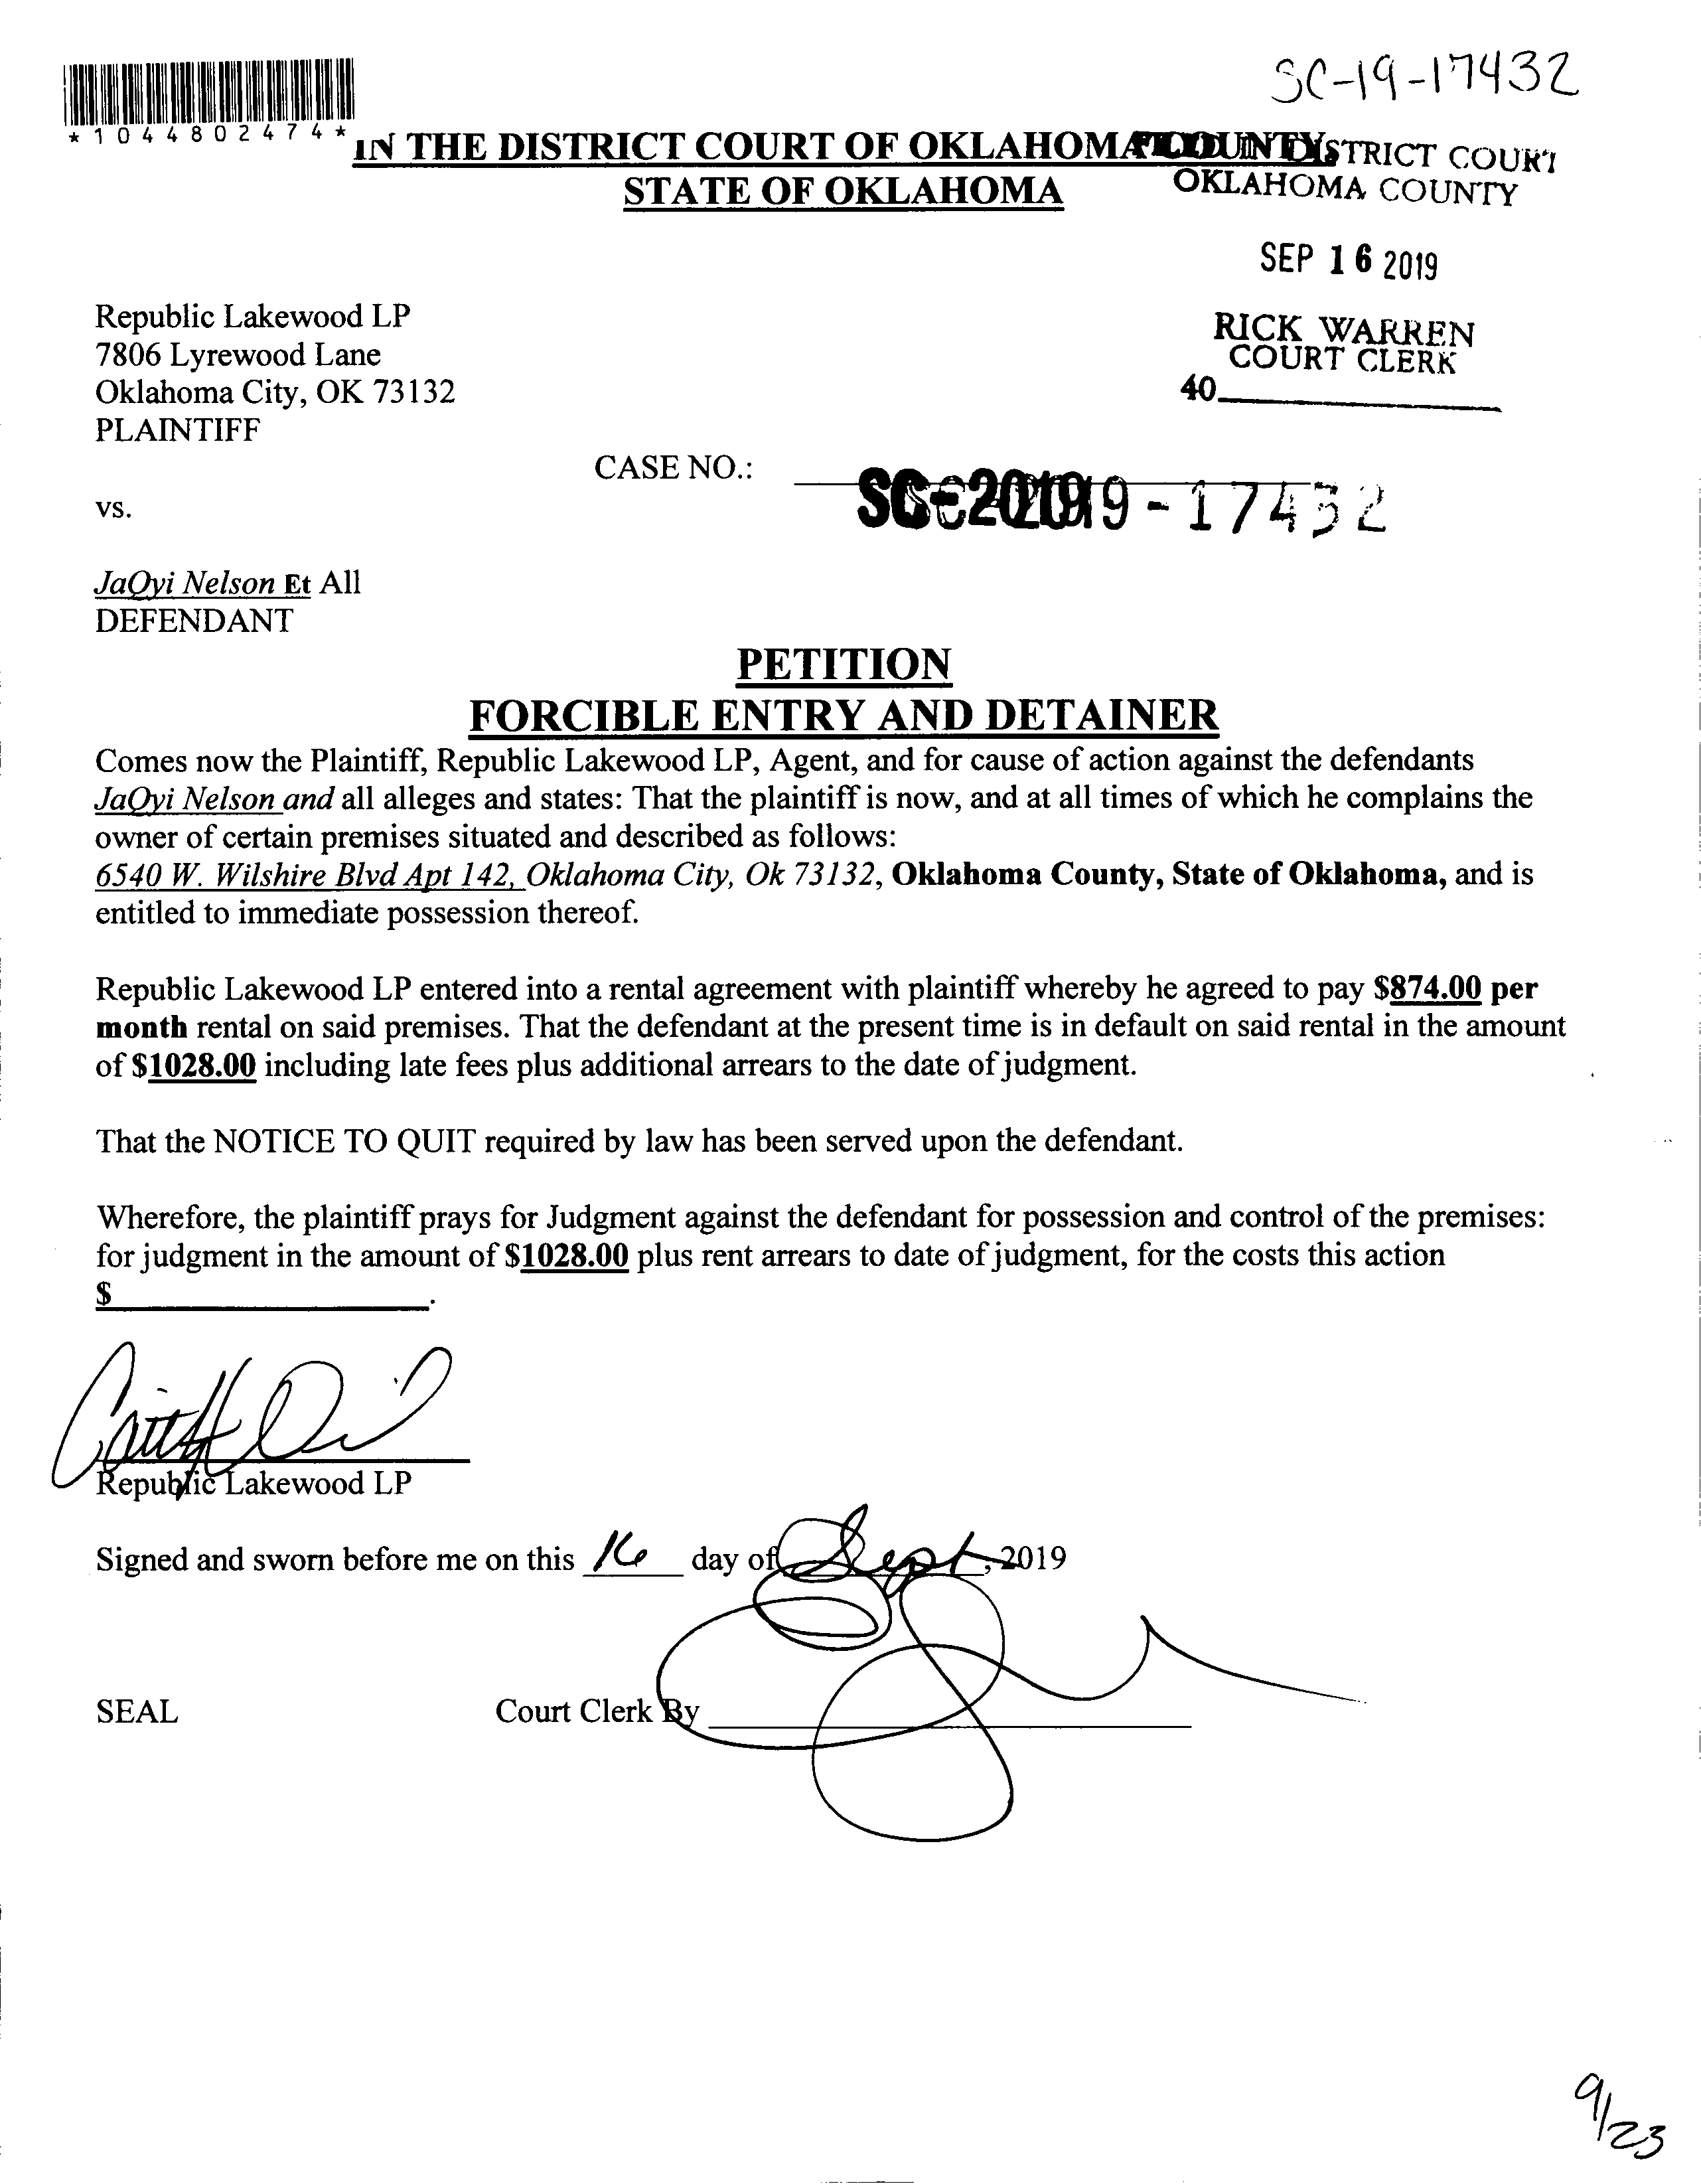 SC-19-17432
*1044802474*
IN THE DISTRICT COURT OF OKLAHOMA COUNTY
STATE OF OKLAHOMA
DISTRICT COURT
OKLAHOMA COUNTY
SEP 16 2019
RICK WARREN
COURT CLERK
40
Republic Lakewood LP
7806 Lyrewood Lane
Oklahoma City, OK 73132
PLAINTIFF
CASE NO.:
SC-2019-17432
vs.
JaQyi Nelson Et All
DEFENDANT
PETITION
FORCIBLE ENTRY AND DETAINER
Comes now the Plaintiff, Republic Lakewood LP, Agent, and for cause of action against the defendants
JaQyi Nelson and all alleges and states: That the plaintiff is now, and at all times of which he complains the
owner of certain premises situated and described as follows:
6540 W. Wilshire Blvd Apt 142, Oklahoma City, Ok 73132, Oklahoma County, State of Oklahoma, and is
entitled to immediate possession thereof.
Republic Lakewood LP entered into a rental agreement with plaintiff whereby he agreed to pay $874.00 per
month rental on said premises. That the defendant at the present time is in default on said rental in the amount
of $1028.00 including late fees plus additional arrears to the date of judgment.
That the NOTICE TO QUIT required by law has been served upon the defendant.
Wherefore, the plaintiff prays for Judgment against the defendant for possession and control of the premises:
for judgment in the amount of $1028.00 plus rent arrears to date of judgment, for the costs this action
$ .
Republic Lakewood LP
Signed and sworn before me on this 16 day of Sept, 2019
SEAL Court Clerk By
9/23